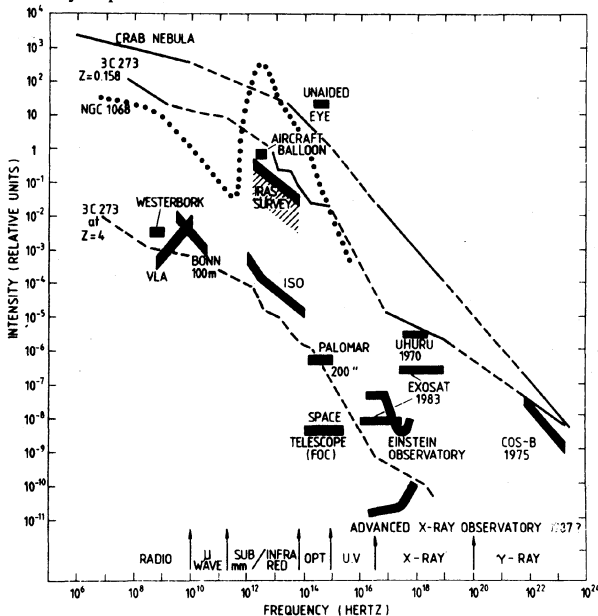 10⁴
10³
10²
10
1
10⁻¹
10⁻²
10⁻³
10⁻⁴
10⁻⁵
10⁻⁶
10⁻⁷
10⁻⁸
10⁻⁹
10⁻¹⁰
10⁻¹¹
INTENSITY (RELATIVE UNITS)
CRAB NEBULA
3C 273
Z=0.158
NGC 1068
UNAIDED
EYE
AIRCRAFT
BALLOON
IRAS
SURVEY
3C 273
at
Z=4
WESTERBORK
VLA
BONN
100m
ISO
PALOMAR
200"
UHURU
1970
EXOSAT
1983
SPACE
TELESCOPE
(FOC)
EINSTEIN
OBSERVATORY
COS-B
1975
ADVANCED X-RAY OBSERVATORY 1987?
RADIO
μ
WAVE
SUB
mm
/INFRA
RED
OPT
U.V
X-RAY
γ-RAY
10⁶
10⁸
10¹⁰
10¹²
10¹⁴
10¹⁶
10¹⁸
10²⁰
10²²
10²⁴
FREQUENCY (HERTZ)